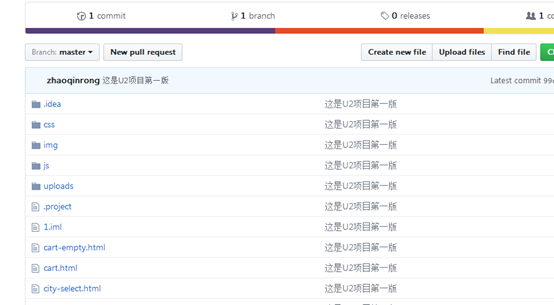 1 commit
1 branch
0 releases
1
Branch: master
New pull request
Create new file
Upload files
Find file
zhaoqinrong 这是U2项目第一版
Latest commit
.idea 这是U2项目第一版
css 这是U2项目第一版
img 这是U2项目第一版
js 这是U2项目第一版
uploads 这是U2项目第一版
.project 这是U2项目第一版
1.iml 这是U2项目第一版
cart-empty.html 这是U2项目第一版
cart.html 这是U2项目第一版
city-select.html 这是U2项目第一版